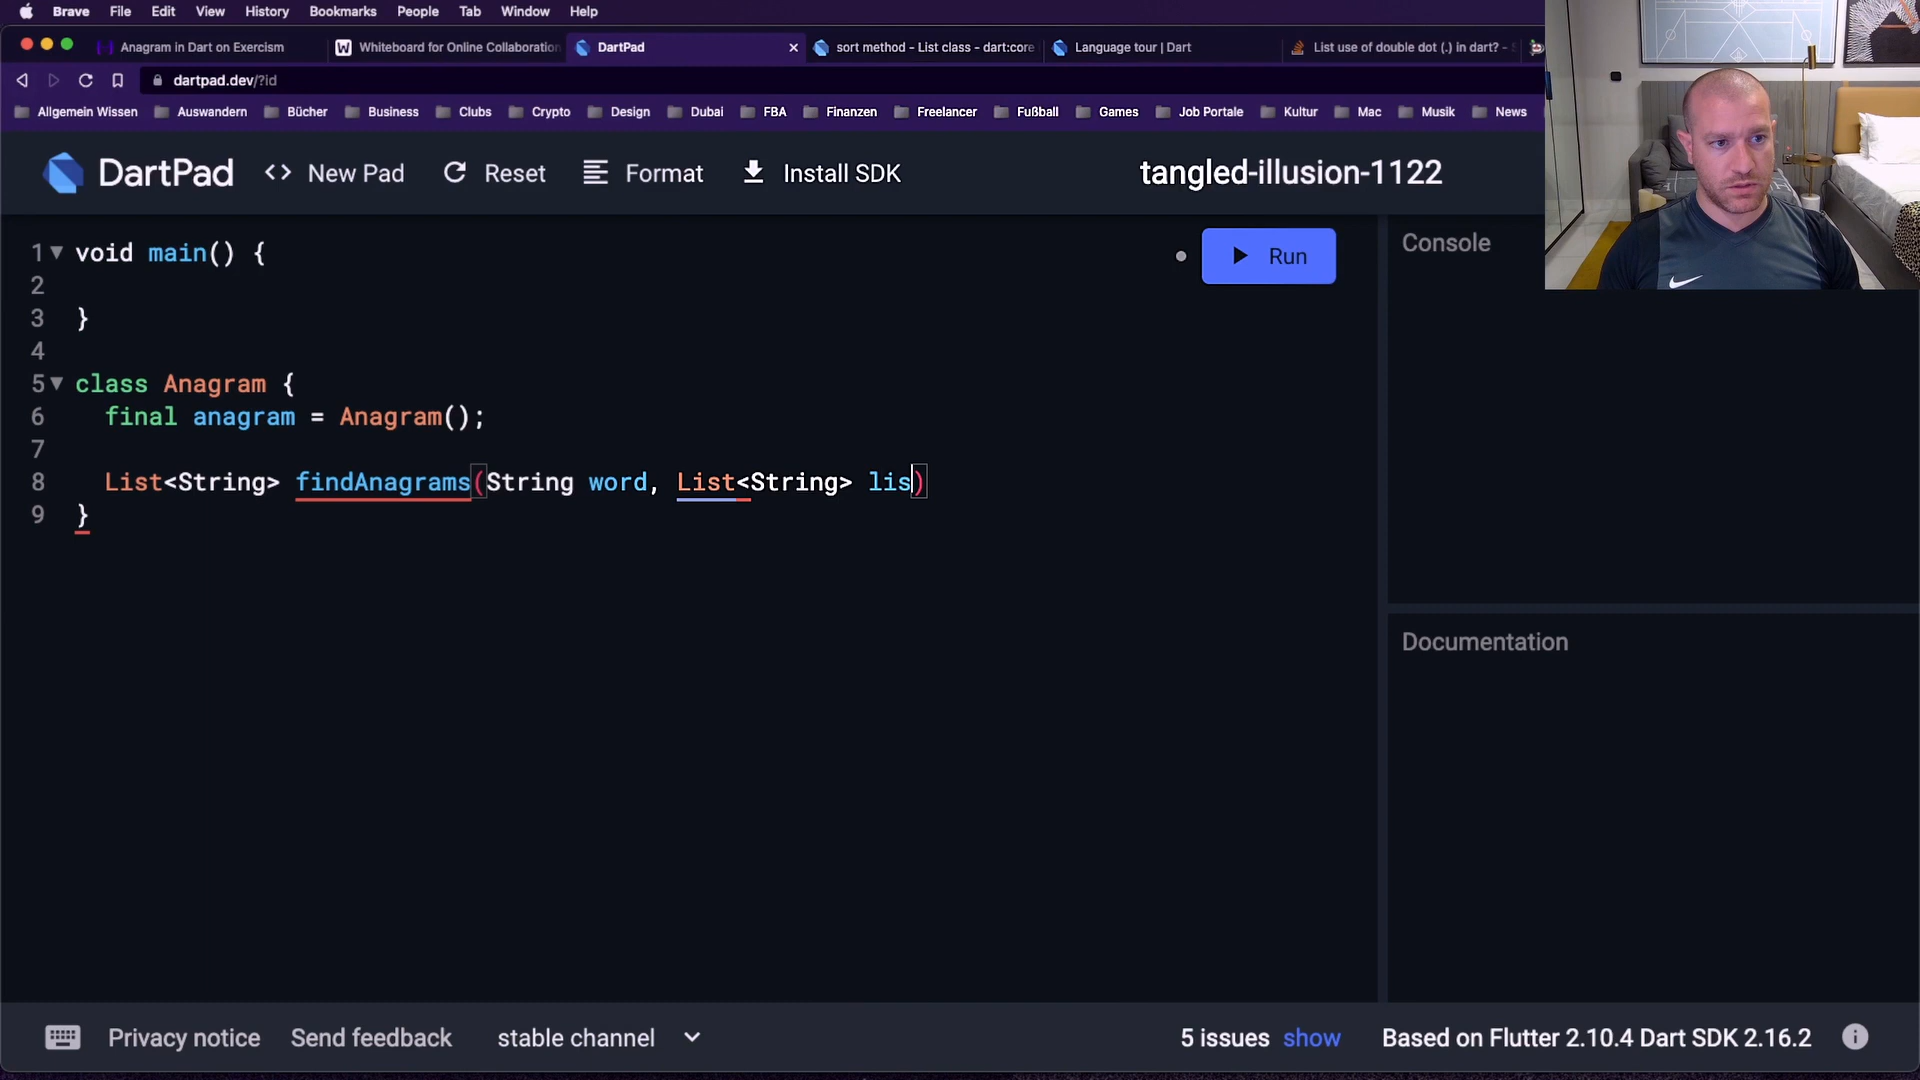 Brave File Edit View History Bookmarks People Tab Window Help
Anagram in Dart on Exercism Whiteboard for Online Collaboration DartPad sort method - List class - dart:core Language tour | Dart List use of double dot (.) in dart? -
dartpad.dev/?id
Allgemein Wissen Auswandern Bücher Business Clubs Crypto Design Dubai FBA Finanzen Freelancer Fußball Games Job Portale Kultur Mac Musik News
DartPad <> New Pad Reset Format Install SDK tangled-illusion-1122
Run
Console
1 void main() {
2
3 }
4
5 class Anagram {
6 final anagram = Anagram();
7
8 List<String> findAnagrams(String word, List<String> lis)
9 }
Documentation
Privacy notice Send feedback stable channel 5 issues show Based on Flutter 2.10.4 Dart SDK 2.16.2